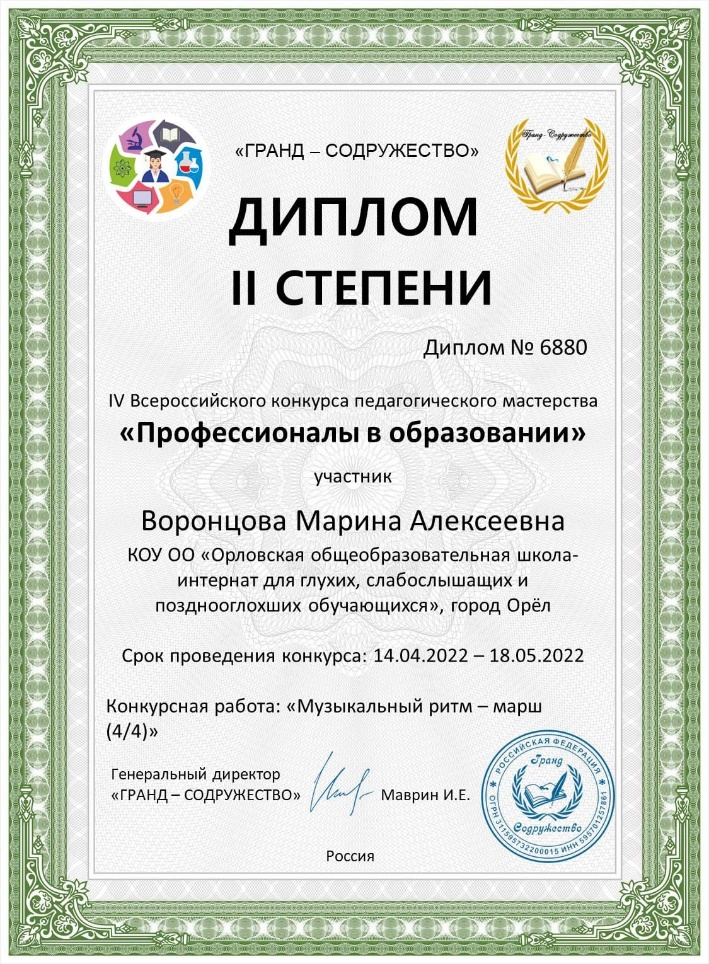 Гранд-Содружество
«ГРАНД – СОДРУЖЕСТВО»
ДИПЛОМ
II СТЕПЕНИ
Диплом № 6880
IV Всероссийского конкурса педагогического мастерства
«Профессионалы в образовании»
участник
Воронцова Марина Алексеевна
КОУ ОО «Орловская общеобразовательная школа-
интернат для глухих, слабослышащих и
позднооглохших обучающихся», город Орёл
Срок проведения конкурса: 14.04.2022 – 18.05.2022
Конкурсная работа: «Музыкальный ритм – марш
(4/4)»
Генеральный директор
«ГРАНД – СОДРУЖЕСТВО»
Маврин И.Е.
РОССИЙСКАЯ ФЕДЕРАЦИЯ
Гранд
Содружество
ОГРН 311595732200015 ИНН 595701257861
Россия